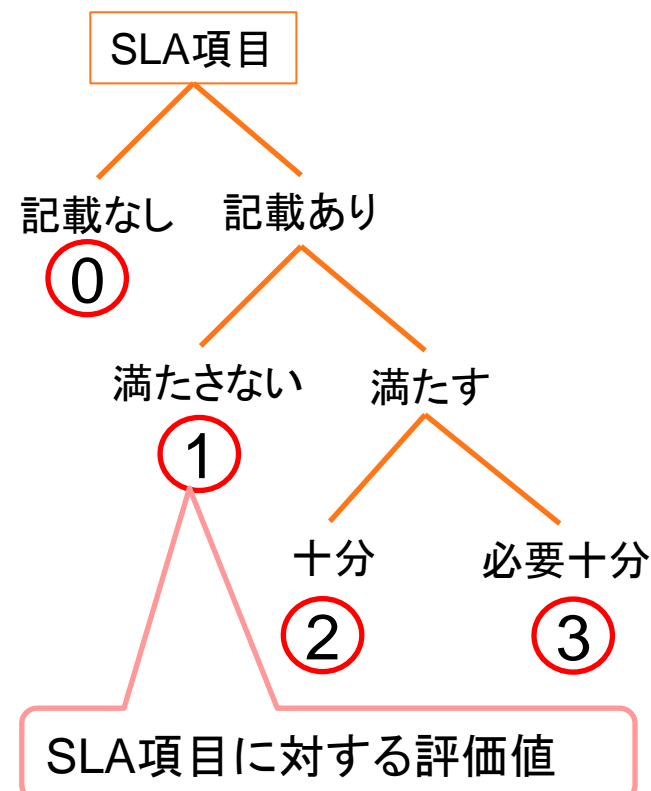 SLA項目
記載なし
記載あり
0
満たさない
満たす
1
十分
必要十分
2
3
SLA項目に対する評価値